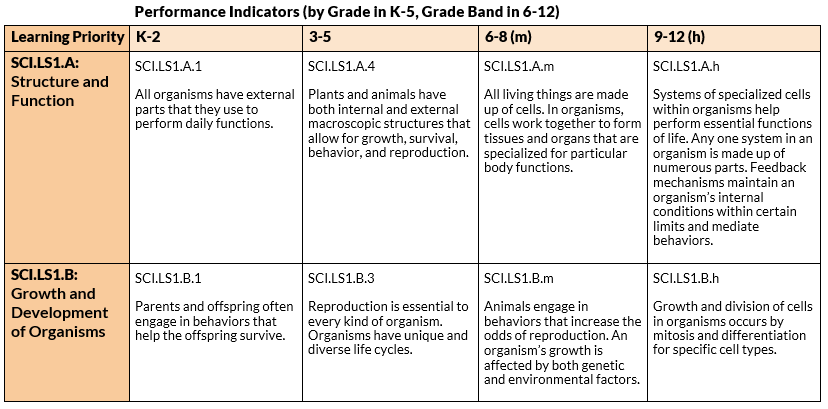 Performance Indicators (by Grade in K-5, Grade Band in 6-12)
Learning Priority
K-2
3-5
6-8 (m)
9-12 (h)
SCI.LS1.A:
Structure and
Function
SCI.LS1.A.1
All organisms have external
parts that they use to
perform daily functions.
SCI.LS1.A.4
Plants and animals have
both internal and external
macroscopic structures that
allow for growth, survival,
behavior, and reproduction.
SCI.LS1.A.m
All living things are made
up of cells. In organisms,
cells work together to form
tissues and organs that are
specialized for particular
body functions.
SCI.LS1.A.h
Systems of specialized cells
within organisms help
perform essential functions
of life. Any one system in an
organism is made up of
numerous parts. Feedback
mechanisms maintain an
organism's internal
conditions within certain
limits and mediate
behaviors.
SCI.LS1.B:
Growth and
Development
of Organisms
SCI.LS1.B.1
Parents and offspring often
engage in behaviors that
help the offspring survive.
SCI.LS1.B.3
Reproduction is essential to
every kind of organism.
Organisms have unique and
diverse life cycles.
SCI.LS1.B.m
Animals engage in
behaviors that increase the
odds of reproduction. An
organism's growth is
affected by both genetic
and environmental factors.
SCI.LS1.B.h
Growth and division of cells
in organisms occurs by
mitosis and differentiation
for specific cell types.